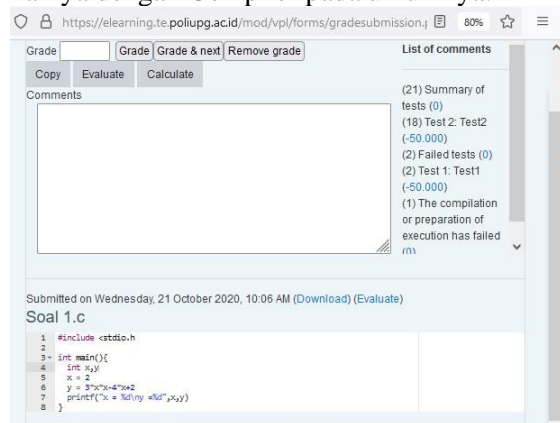 https://elearning.te.poliupg.ac.id/mod/vpl/forms/gradesubmission.p
80%
Grade
Grade
Grade & next
Remove grade
Copy
Evaluate
Calculate
Comments
List of comments
(21) Summary of
tests (0)
(18) Test 2: Test2
(-50.000)
(2) Failed tests (0)
(2) Test 1: Test1
(-50.000)
(1) The compilation
or preparation of
execution has failed
(0)
Submitted on Wednesday, 21 October 2020, 10:06 AM (Download) (Evaluate)
Soal 1.c
1 #include <stdio.h
2
3 int main(){
4 int x,y
5 x = 2
6 y = 3*x*x-4*x+2
7 printf("x = %d\ny =%d",x,y)
8 }